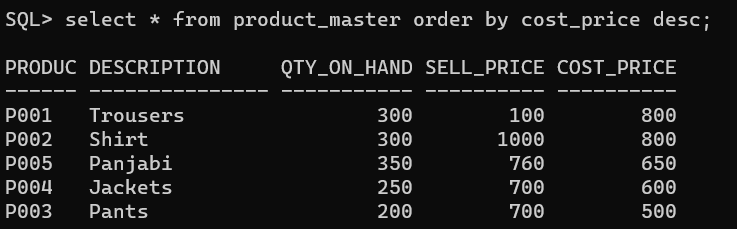 SQL> select * from product_master order by cost_price desc;
PRODUC DESCRIPTION     QTY_ON_HAND SELL_PRICE COST_PRICE
------ --------------- ----------- ---------- ----------
P001   Trousers                300        100        800
P002   Shirt                   300       1000        800
P005   Panjabi                 350        760        650
P004   Jackets                 250        700        600
P003   Pants                   200        700        500